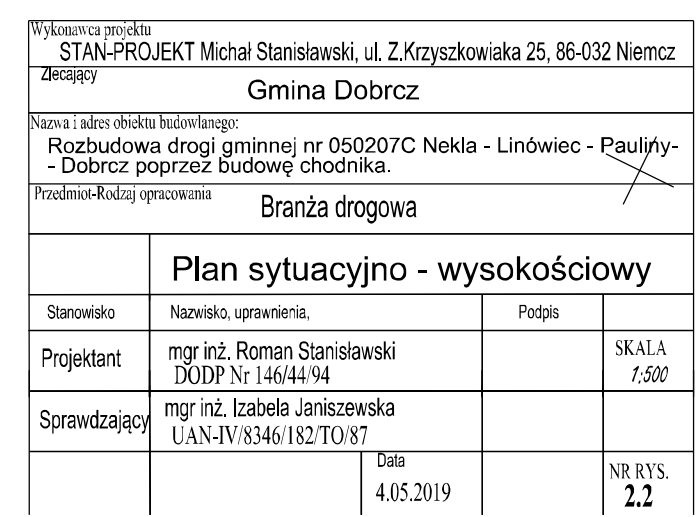 Wykonawca projektu
STAN-PROJEKT Michał Stanisławski, ul. Z.Krzyszkowiaka 25, 86-032 Niemcz
Zlecający
Gmina Dobrcz
Nazwa i adres obiektu budowlanego:
Rozbudowa drogi gminnej nr 050207C Nekla - Linówiec - Pauliny-
- Dobrcz poprzez budowę chodnika.
Przedmiot-Rodzaj opracowania
Branża drogowa
Plan sytuacyjno - wysokościowy
Stanowisko Nazwisko, uprawnienia, Podpis
Projektant mgr inż. Roman Stanisławski SKALA
DODP Nr 146/44/94 1:500
Sprawdzający mgr inż. Izabela Janiszewska
UAN-IV/8346/182/TO/87
Data NR RYS.
4.05.2019 2.2